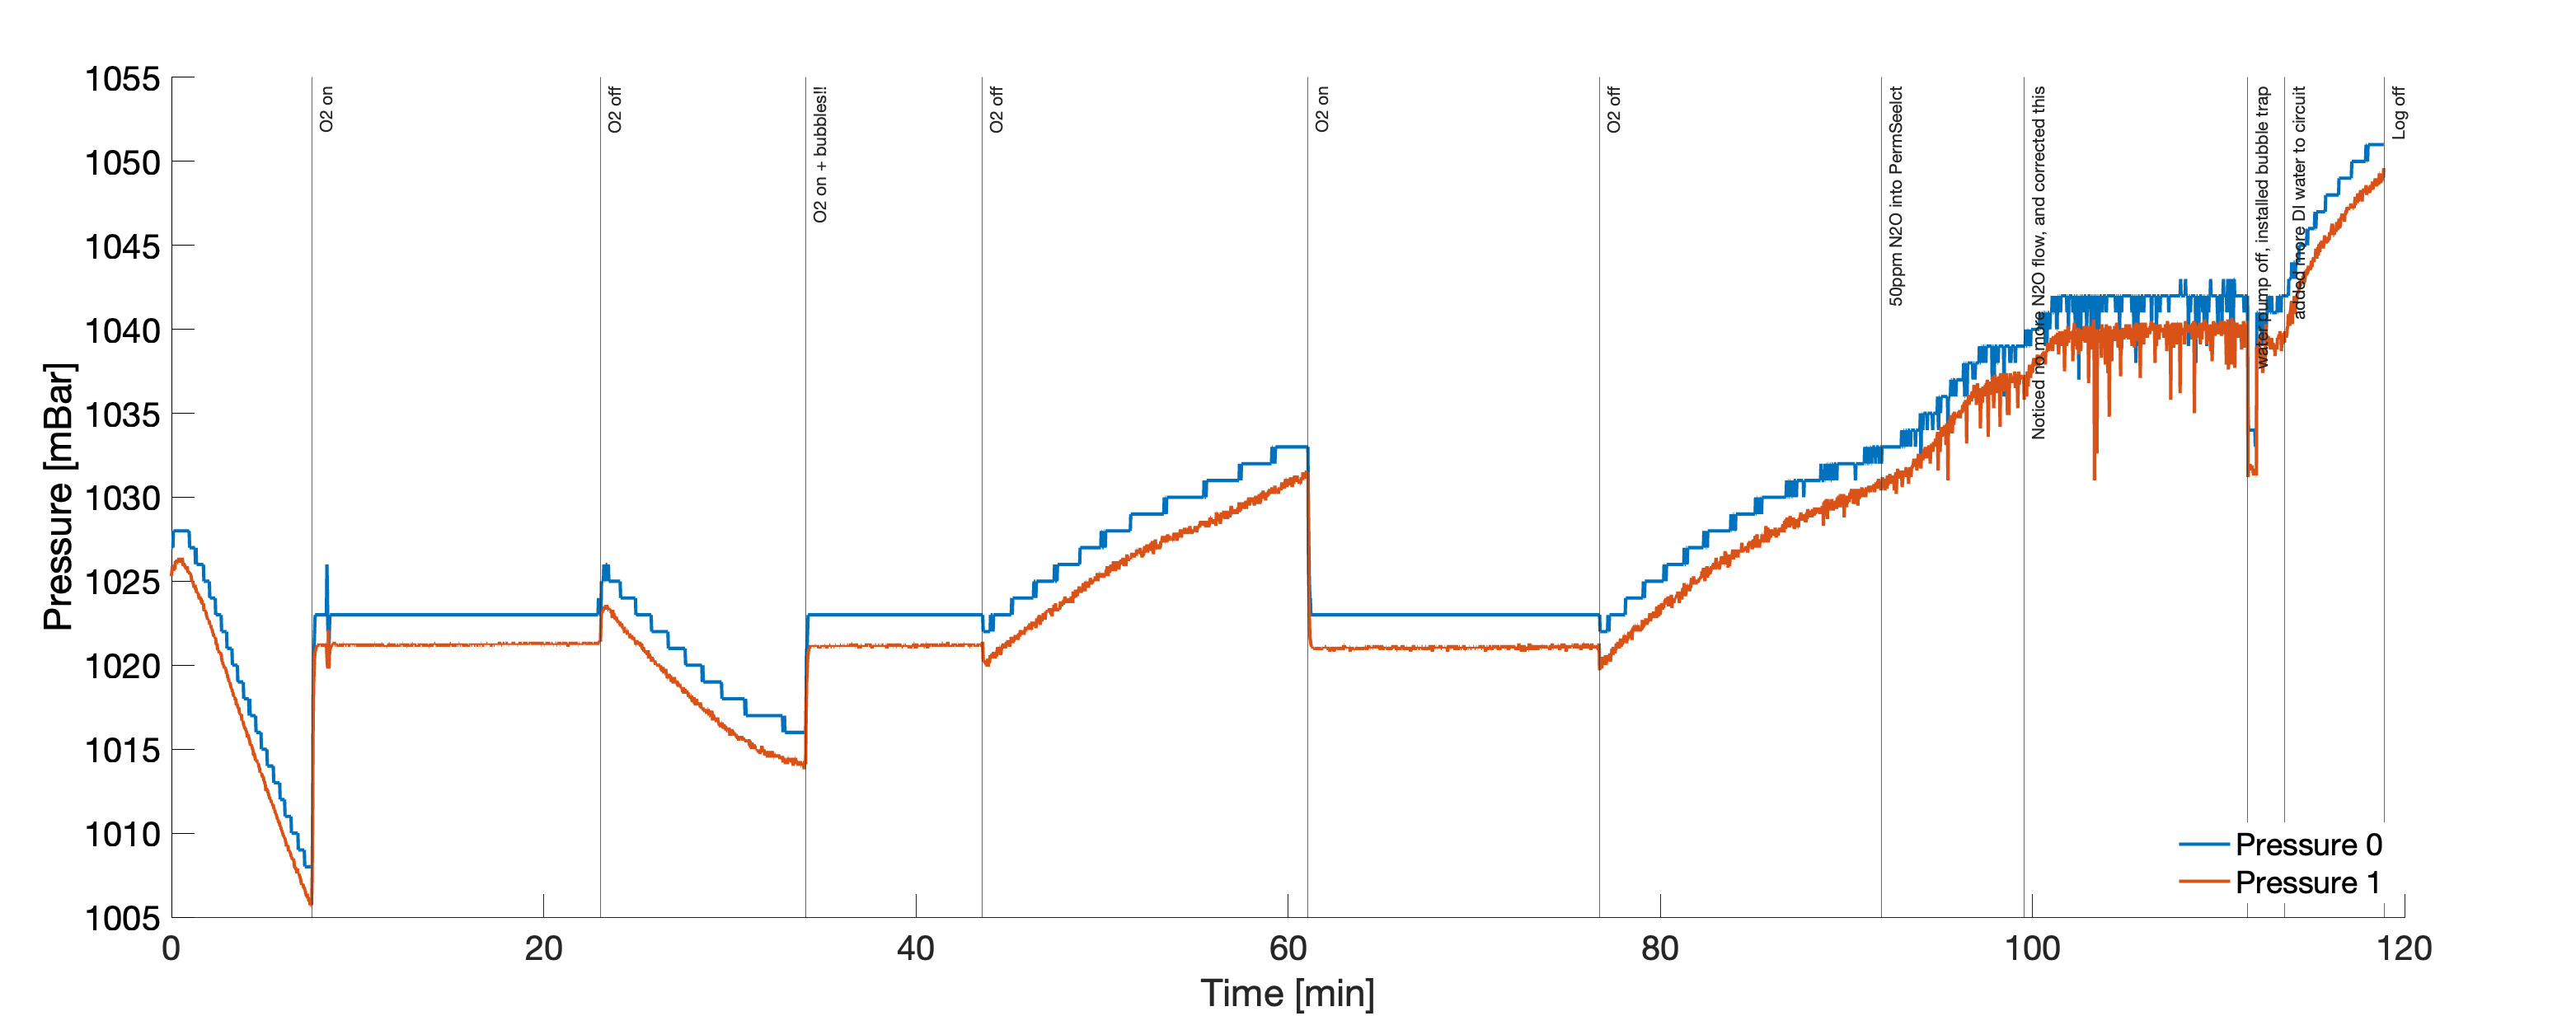 1055
1050
1045
1040
1035
1030
1025
1020
1015
1010
1005
Pressure [mBar]
0
20
40
60
80
100
120
Time [min]
O2 on
O2 off
O2 on + bubbles!!
O2 off
O2 on
O2 off
50ppm N2O into PermSeelct
Noticed no more N2O flow, and corrected this
water pump off, installed bubble trap
added more DI water to circuit
Log off
Pressure 0
Pressure 1